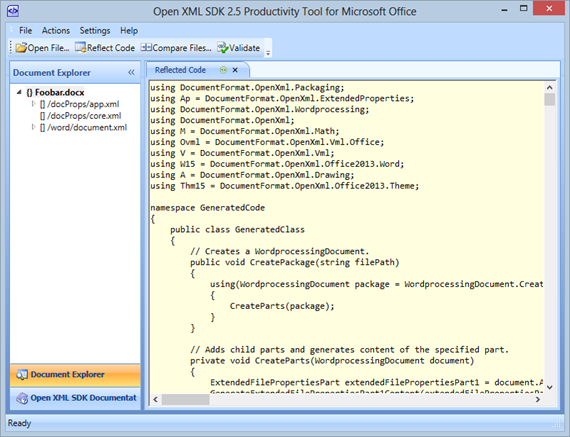 Open XML SDK 2.5 Productivity Tool for Microsoft Office
File Actions Settings Help
Open File... Reflect Code Compare Files... Validate
Document Explorer
{} Foobar.docx
[] /docProps/app.xml
[] /docProps/core.xml
[] /word/document.xml
Document Explorer
Open XML SDK Documentat
Reflected Code
using DocumentFormat.OpenXml.Packaging;
using Ap = DocumentFormat.OpenXml.ExtendedProperties;
using DocumentFormat.OpenXml.Wordprocessing;
using DocumentFormat.OpenXml;
using M = DocumentFormat.OpenXml.Math;
using Ovml = DocumentFormat.OpenXml.Vml.Office;
using V = DocumentFormat.OpenXml.Vml;
using W15 = DocumentFormat.OpenXml.Office2013.Word;
using A = DocumentFormat.OpenXml.Drawing;
using Thm15 = DocumentFormat.OpenXml.Office2013.Theme;
namespace GeneratedCode
{
public class GeneratedClass
{
// Creates a WordprocessingDocument.
public void CreatePackage(string filePath)
{
using(WordprocessingDocument package = WordprocessingDocument.Creat
{
CreateParts(package);
}
}
// Adds child parts and generates content of the specified part.
private void CreateParts(WordprocessingDocument document)
{
ExtendedFilePropertiesPart extendedFilePropertiesPart1 = document.A
GenerateExtendedFilePropertiesPart1Content(extendedFilePropertiesPa
Ready